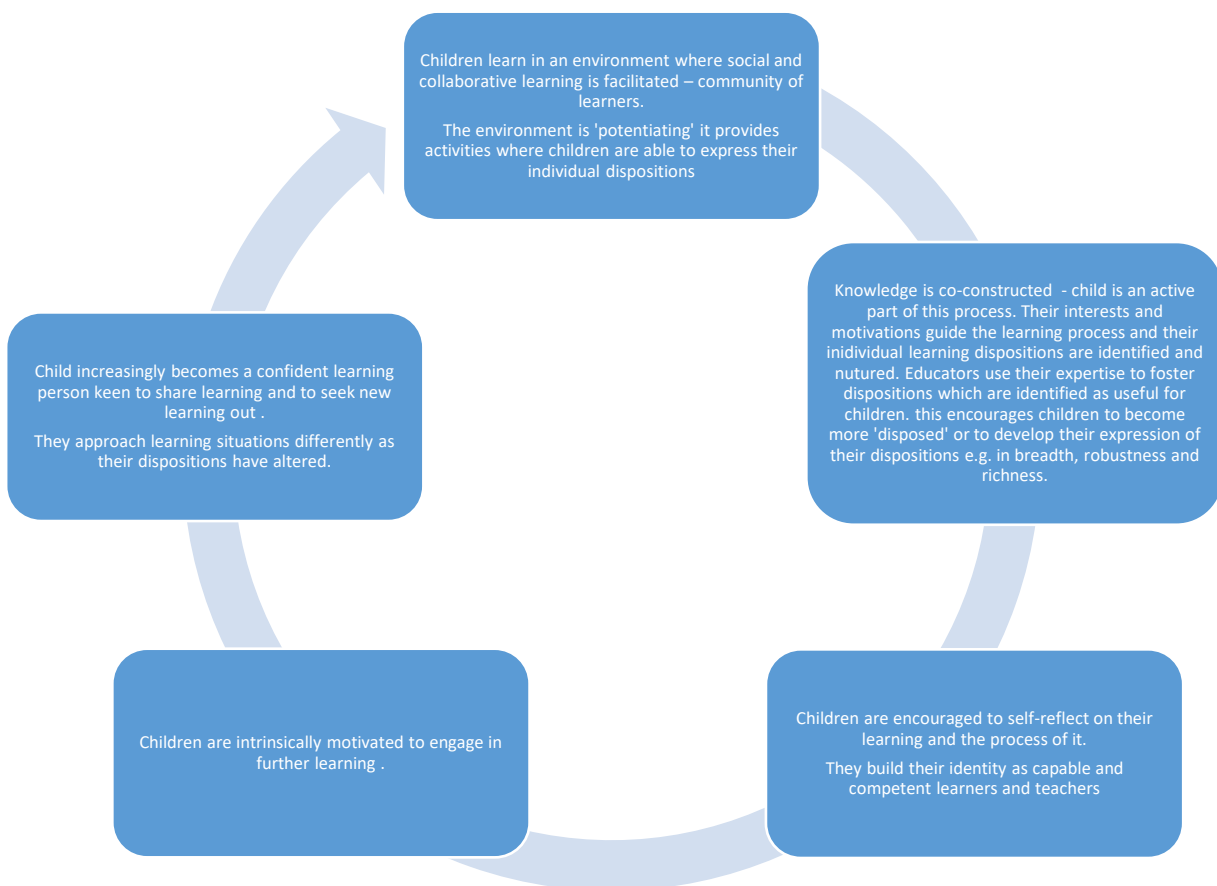 Children learn in an environment where social and
collaborative learning is facilitated – community of
learners.
The environment is 'potentiating' it provides
activities where children are able to express their
individual dispositions
Knowledge is co-constructed  - child is an active
part of this process. Their interests and
motivations guide the learning process and their
inidividual learning dispositions are identified and
nutured. Educators use their expertise to foster
dispositions which are identified as useful for
children. this encourages children to become
more 'disposed' or to develop their expression of
their dispositions e.g. in breadth, robustness and
richness.
Children are encouraged to self-reflect on their
learning and the process of it.
They build their identity as capable and
competent learners and teachers
Children are intrinsically motivated to engage in
further learning .
Child increasingly becomes a confident learning
person keen to share learning and to seek new
learning out .
They approach learning situations differently as
their dispositions have altered.